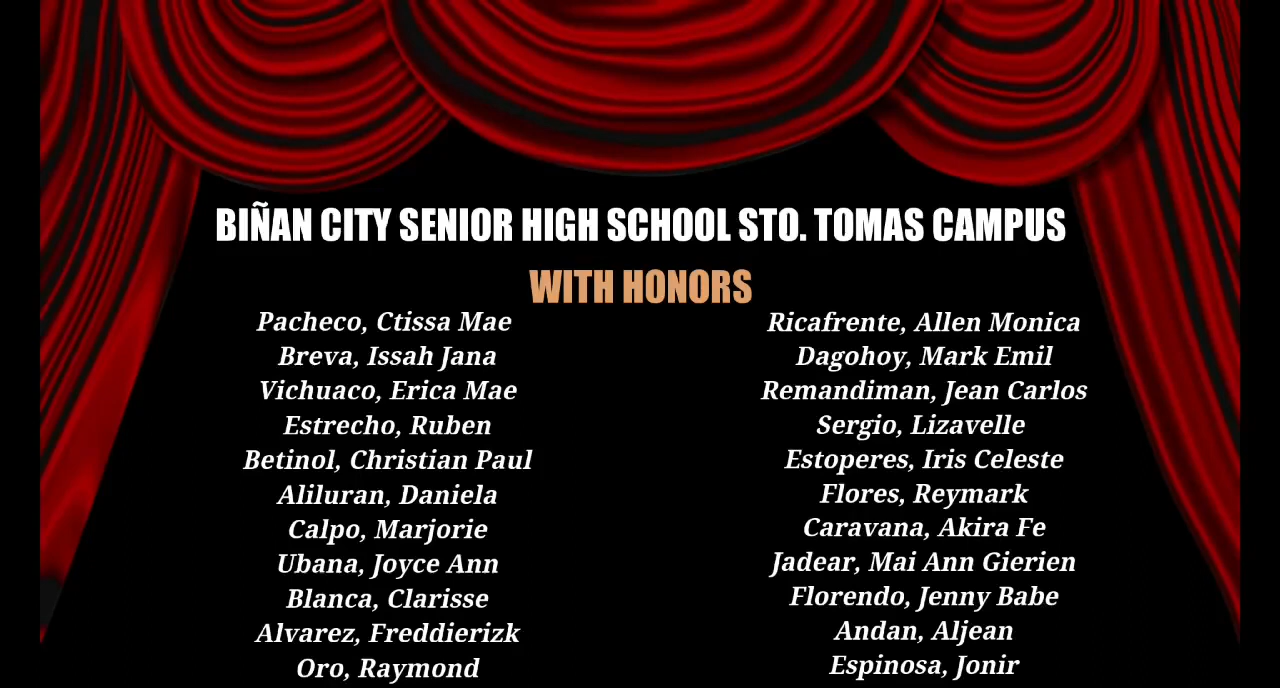 BIÑAN CITY SENIOR HIGH SCHOOL STO. TOMAS CAMPUS
WITH HONORS
Pacheco, Ctissa Mae
Breva, Issah Jana
Vichuaco, Erica Mae
Estrecho, Ruben
Betinol, Christian Paul
Aliluran, Daniela
Calpo, Marjorie
Ubana, Joyce Ann
Blanca, Clarisse
Alvarez, Freddierizk
Oro, Raymond
Ricafrente, Allen Monica
Dagohoy, Mark Emil
Remandiman, Jean Carlos
Sergio, Lizavelle
Estoperes, Iris Celeste
Flores, Reymark
Caravana, Akira Fe
Jadear, Mai Ann Gierien
Florendo, Jenny Babe
Andan, Aljean
Espinosa, Jonir